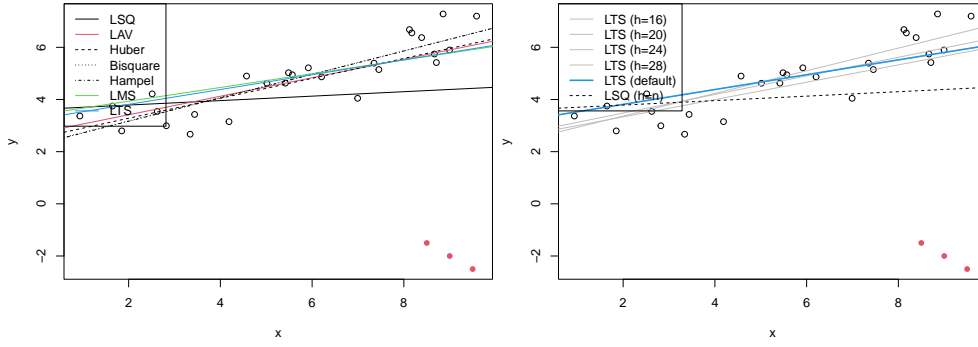 LSQ
LAV
Huber
Bisquare
Hampel
LMS
LTS
6
4
2
0
-2
y
2
4
6
8
x
LTS (h=16)
LTS (h=20)
LTS (h=24)
LTS (h=28)
LTS (default)
LSQ (h=n)
6
4
2
0
-2
y
2
4
6
8
x